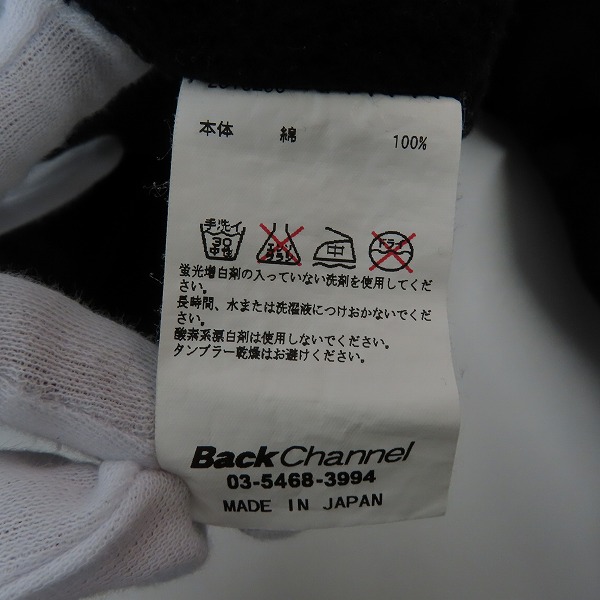 本体 綿 100%
手洗イ
30
中性
エンソ
サラシ
ドライ
蛍光増白剤の入っていない洗剤を使用してくだ
さい。
長時間、水または洗濯液につけおかないでくだ
さい。
酸素系漂白剤は使用しないでください。
タンブラー乾燥はお避けください。
Back Channel
03-5468-3994
MADE IN JAPAN